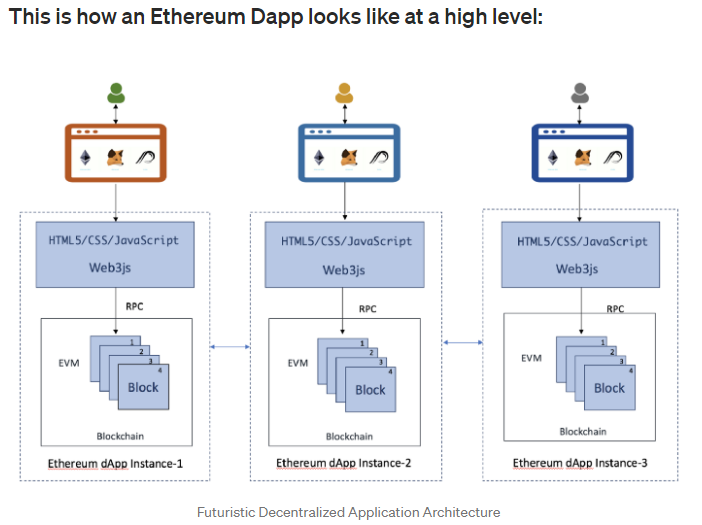 This is how an Ethereum Dapp looks like at a high level:
HTML5/CSS/JavaScript
Web3js
RPC
EVM
1
2
3
4
Block
Blockchain
Ethereum dApp Instance-1
HTML5/CSS/JavaScript
Web3js
RPC
EVM
1
2
3
4
Block
Blockchain
Ethereum dApp Instance-2
HTML5/CSS/JavaScript
Web3js
RPC
EVM
1
2
3
4
Block
Blockchain
Ethereum dApp Instance-3
Futuristic Decentralized Application Architecture